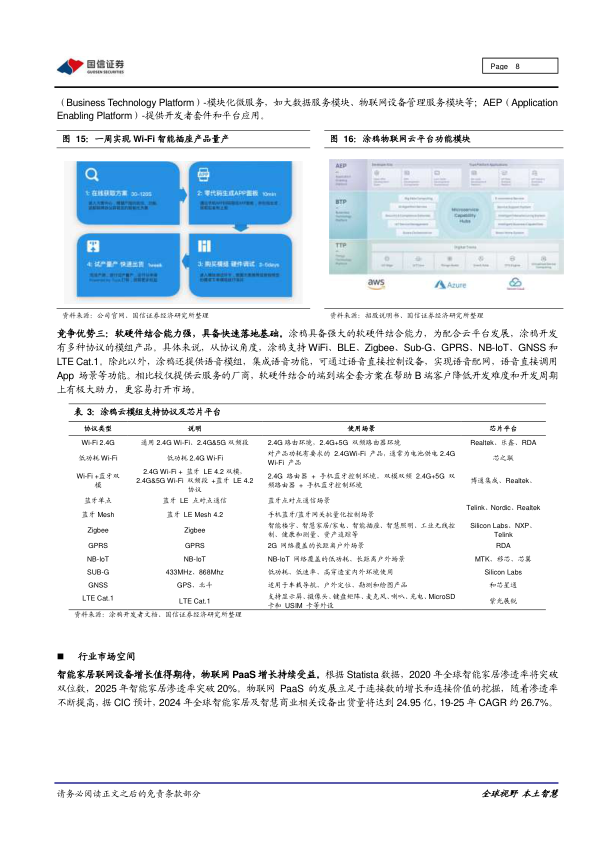 国信证券
GUOSEN SECURITIES
Page 8
（Business Technology Platform）-模块化微服务，如大数据服务模块、物联网设备管理服务模块等；AEP（Application
Enabling Platform）-提供开发者套件和平台应用。
图 15：一周实现 Wi-Fi 智能插座产品量产
图 16：涂鸦物联网云平台功能模块
1: 在线获取方案 30-120S
2: 零代码生成APP面板 10min
4: 试产量产 快速出货 1week
3: 购买模组 硬件调试 3-5days
AEP
BTP
TTP
Microservice
Capability
Hubs
aws
Azure
资料来源：公司官网、国信证券经济研究所整理
资料来源：招股说明书、国信证券经济研究所整理
竞争优势三：软硬件结合能力强，具备快速落地基础。涂鸦具备强大的软硬件结合能力，为配合云平台发展，涂鸦开发
有多种协议的模组产品。具体来说，从协议角度，涂鸦支持 WiFi、BLE、Zigbee、Sub-G、GPRS、NB-IoT、GNSS 和
LTE Cat.1。除此以外，涂鸦还提供语音模组，集成语音功能，可通过语音直接控制设备，实现语音配网、语音直接调用
App 场景等功能。相比较仅提供云服务的厂商，软硬件结合的端到端全套方案在帮助 B 端客户降低开发难度和开发周期
上有极大助力，更容易打开市场。
表 3：涂鸦云模组支持协议及芯片平台
协议类型 说明 使用场景 芯片平台
Wi-Fi 2.4G 通用 2.4G Wi-Fi、2.4G&5G 双频段 2.4G 路由环境、2.4G+5G 双频路由器环境 Realtek、乐鑫、RDA
低功耗 Wi-Fi 低功耗 2.4G Wi-Fi 对产品功耗有要求的 2.4GWi-Fi 产品，通常为电池供电 2.4G
Wi-Fi 产品 芯之联
Wi-Fi +蓝牙双
模 2.4G Wi-Fi + 蓝牙 LE 4.2 双模、
2.4G&5G Wi-Fi 双频段 +蓝牙 LE 4.2
协议 2.4G 路由器 + 手机蓝牙控制环境，双模双频 2.4G+5G 双
频路由器 + 手机蓝牙控制环境 博通集成、Realtek、
蓝牙单点 蓝牙 LE 点对点通信 蓝牙点对点通信场景
Telink、Nordic、Realtek
蓝牙 Mesh 蓝牙 LE Mesh 4.2 手机蓝牙/蓝牙网关批量化控制场景
Zigbee Zigbee 智能楼宇、智慧家居/家电、智能插座、智慧照明、工业无线控
制、健康和测量、资产追踪等 Silicon Labs、NXP、
Telink
GPRS GPRS 2G 网络覆盖的长距离户外场景 RDA
NB-IoT NB-IoT NB-IoT 网络覆盖的低功耗、长距离户外场景 MTK、移芯、芯翼
SUB-G 433MHz、868Mhz 低功耗，低速率、高穿透室内外环境使用 Silicon Labs
GNSS GPS、北斗 适用于车载导航、户外定位、勘测和绘图产品 和芯星通
LTE Cat.1 LTE Cat.1 支持显示屏、摄像头、键盘矩阵、麦克风、喇叭、充电、MicroSD
卡和 USIM 卡等外设 紫光展锐
资料来源：涂鸦开发者文档、国信证券经济研究所整理
■ 行业市场空间
智能家居联网设备增长值得期待，物联网 PaaS 增长持续受益。根据 Statista 数据，2020 年全球智能家居渗透率将突破
双位数，2025 年智能家居渗透率突破 20%。物联网 PaaS 的发展立足于连接数的增长和连接价值的挖掘，随着渗透率
不断提高，据 CIC 预计，2024 年全球智能家居及智慧商业相关设备出货量将达到 24.95 亿，19-25 年 CAGR 约 26.7%。
请务必阅读正文之后的免责条款部分
全球视野 本土智慧